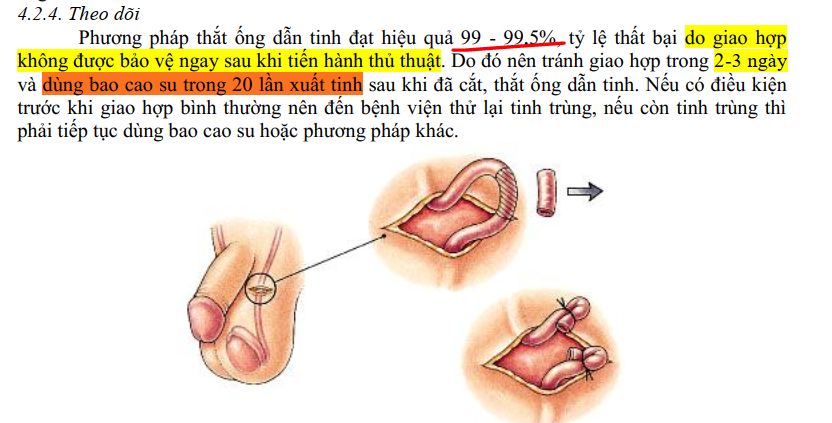 4.2.4. Theo dõi
Phương pháp thắt ống dẫn tinh đạt hiệu quả 99 - 99.5%, tỷ lệ thất bại do giao hợp
không được bảo vệ ngay sau khi tiến hành thủ thuật. Do đó nên tránh giao hợp trong 2-3 ngày
và dùng bao cao su trong 20 lần xuất tinh sau khi đã cắt, thắt ống dẫn tinh. Nếu có điều kiện
trước khi giao hợp bình thường nên đến bệnh viện thử lại tinh trùng, nếu còn tinh trùng thì
phải tiếp tục dùng bao cao su hoặc phương pháp khác.